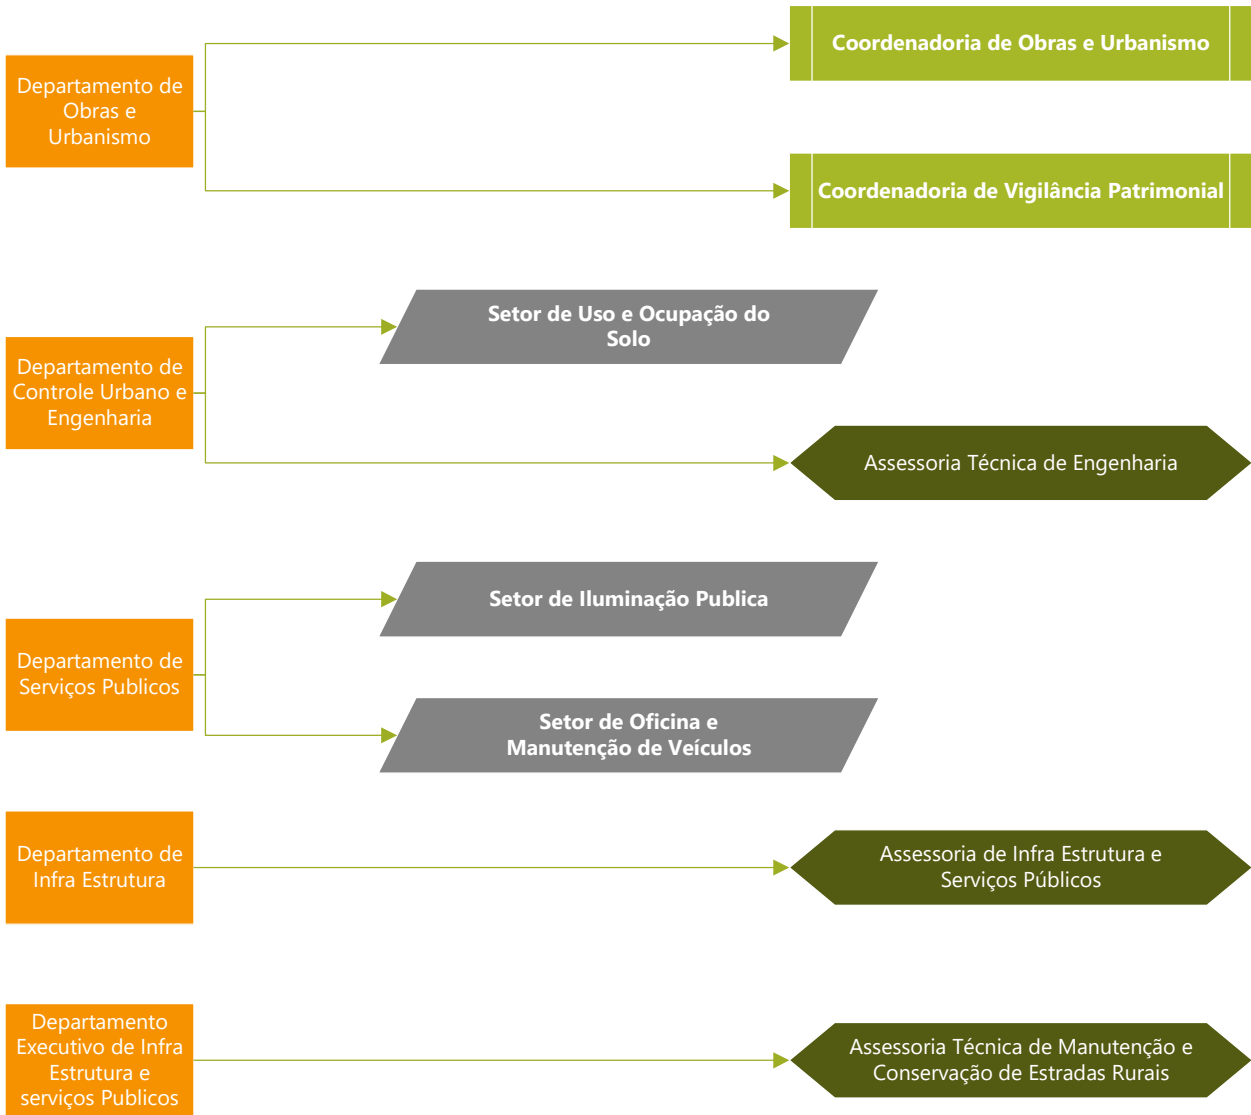 Coordenadoria de Obras e Urbanismo
Departamento de
Obras e
Urbanismo
Coordenadoria de Vigilância Patrimonial
Setor de Uso e Ocupação do
Solo
Departamento de
Controle Urbano e
Engenharia
Assessoria Técnica de Engenharia
Setor de Iluminação Publica
Departamento de
Serviços Publicos
Setor de Oficina e
Manutenção de Veículos
Departamento de
Infra Estrutura
Assessoria de Infra Estrutura e
Serviços Públicos
Departamento
Executivo de Infra
Estrutura e
serviços Publicos
Assessoria Técnica de Manutenção e
Conservação de Estradas Rurais